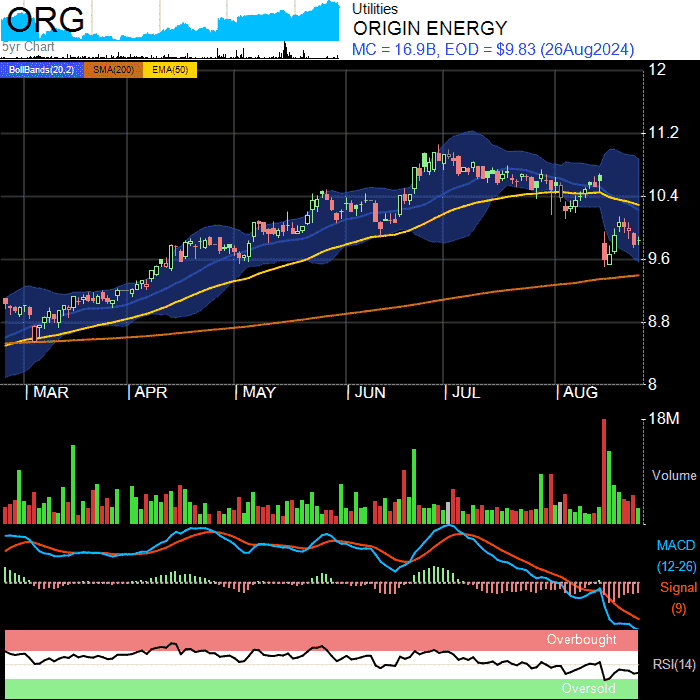 ORG
5yr Chart
Utilities
ORIGIN ENERGY
MC = 16.9B, EOD = $9.83 (26Aug2024)
BollBands(20,2) SMA(200) EMA(50)
12
11.2
10.4
9.6
8.8
8
MAR APR MAY JUN JUL AUG
18M
Volume
MACD
(12-26)
Signal
(9)
Overbought
RSI(14)
Oversold